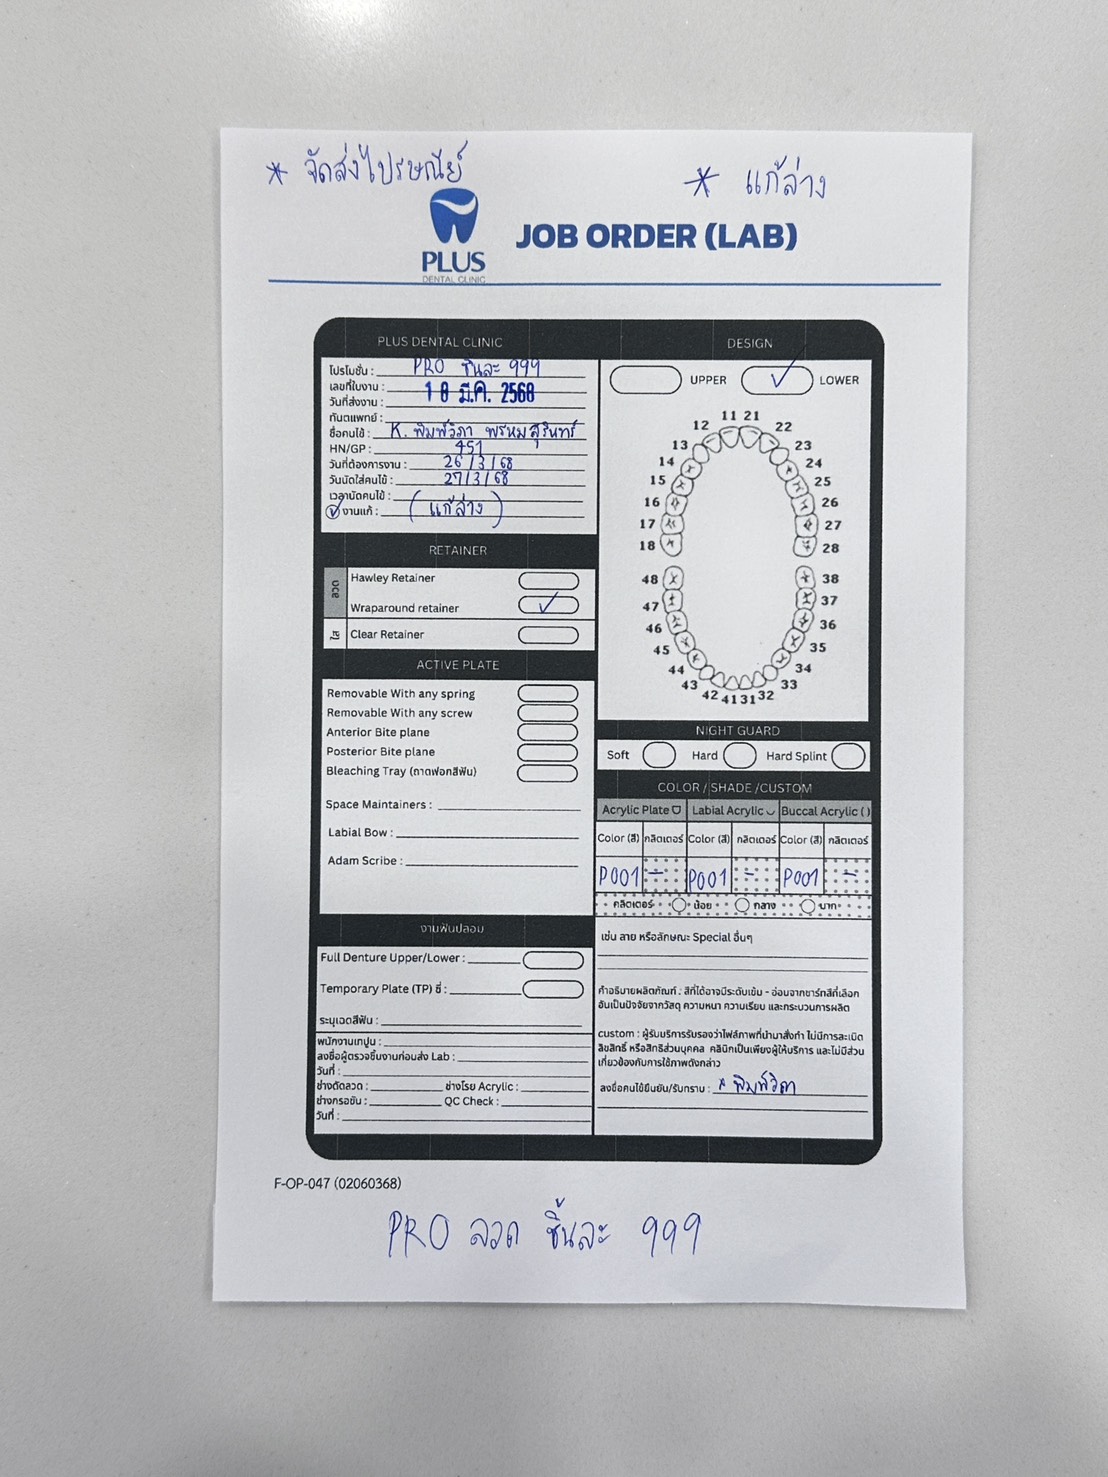 * จัดส่งไปรษณีย์
* แก้ล่าง
PLUS
DENTAL CLINIC
JOB ORDER (LAB)
PLUS DENTAL CLINIC
โปรโมชั่น : PRO ชิ้นละ 999
เลขที่ใบงาน :
วันที่ส่งงาน : 18 มี.ค. 2568
ทันตแพทย์ :
ชื่อคนไข้ : K. พิมพ์วิภา พรหมสุรินทร์
HN/GP : 451
วันที่ต้องการงาน : 26/3/68
วันนัดใส่คนไข้ : 27/3/68
เวลานัดคนไข้ :
งานแก้ : (แก้ล่าง)
RETAINER
ลวด
Hawley Retainer
Wraparound retainer
ใส
Clear Retainer
ACTIVE PLATE
Removable With any spring
Removable With any screw
Anterior Bite plane
Posterior Bite plane
Bleaching Tray (ถาดฟอกสีฟัน)
Space Maintainers :
Labial Bow :
Adam Scribe :
งานฟันปลอม
Full Denture Upper/Lower :
Temporary Plate (TP) ซี่ :
ระบุเฉดสีฟัน :
พนักงานเทปูน :
ลงชื่อผู้ตรวจชิ้นงานก่อนส่ง Lab :
วันที่ :
ช่างดัดลวด : ช่างโรย Acrylic :
ช่างกรอขัน : QC Check :
วันที่ :
DESIGN
UPPER LOWER
11 21
12 22
13 23
14 24
15 25
16 26
17 27
18 28
48 38
47 37
46 36
45 35
44 34
43 33
42 41 31 32
NIGHT GUARD
Soft Hard Hard Splint
COLOR / SHADE /CUSTOM
Acrylic Plate Labial Acrylic Buccal Acrylic ( )
Color (สี) กลิตเตอร์ Color (สี) กลิตเตอร์ Color (สี) กลิตเตอร์
P001 - P001 - P001 -
กลิตเตอร์ น้อย กลาง มาก
เช่น ลาย หรือลักษณะ Special อื่นๆ
คำอธิบายผลิตภัณฑ์ : สีที่ได้อาจมีระดับเข้ม - อ่อนจากชาร์ทสีที่เลือก
อันเป็นปัจจัยจากวัสดุ ความหนา ความเรียบ และกระบวนการผลิต
custom : ผู้รับบริการรับรองว่าไฟล์ภาพที่นำมาสั่งทำ ไม่มีการละเมิด
ลิขสิทธิ์ หรือสิทธิส่วนบุคคล คลินิกเป็นเพียงผู้ให้บริการ และไม่มีส่วน
เกี่ยวข้องกับการใช้ภาพดังกล่าว
ลงชื่อคนไข้ยืนยัน/รับทราบ : x พิมพ์วิภา
F-OP-047 (02060368)
PRO ลวด ชิ้นละ 999